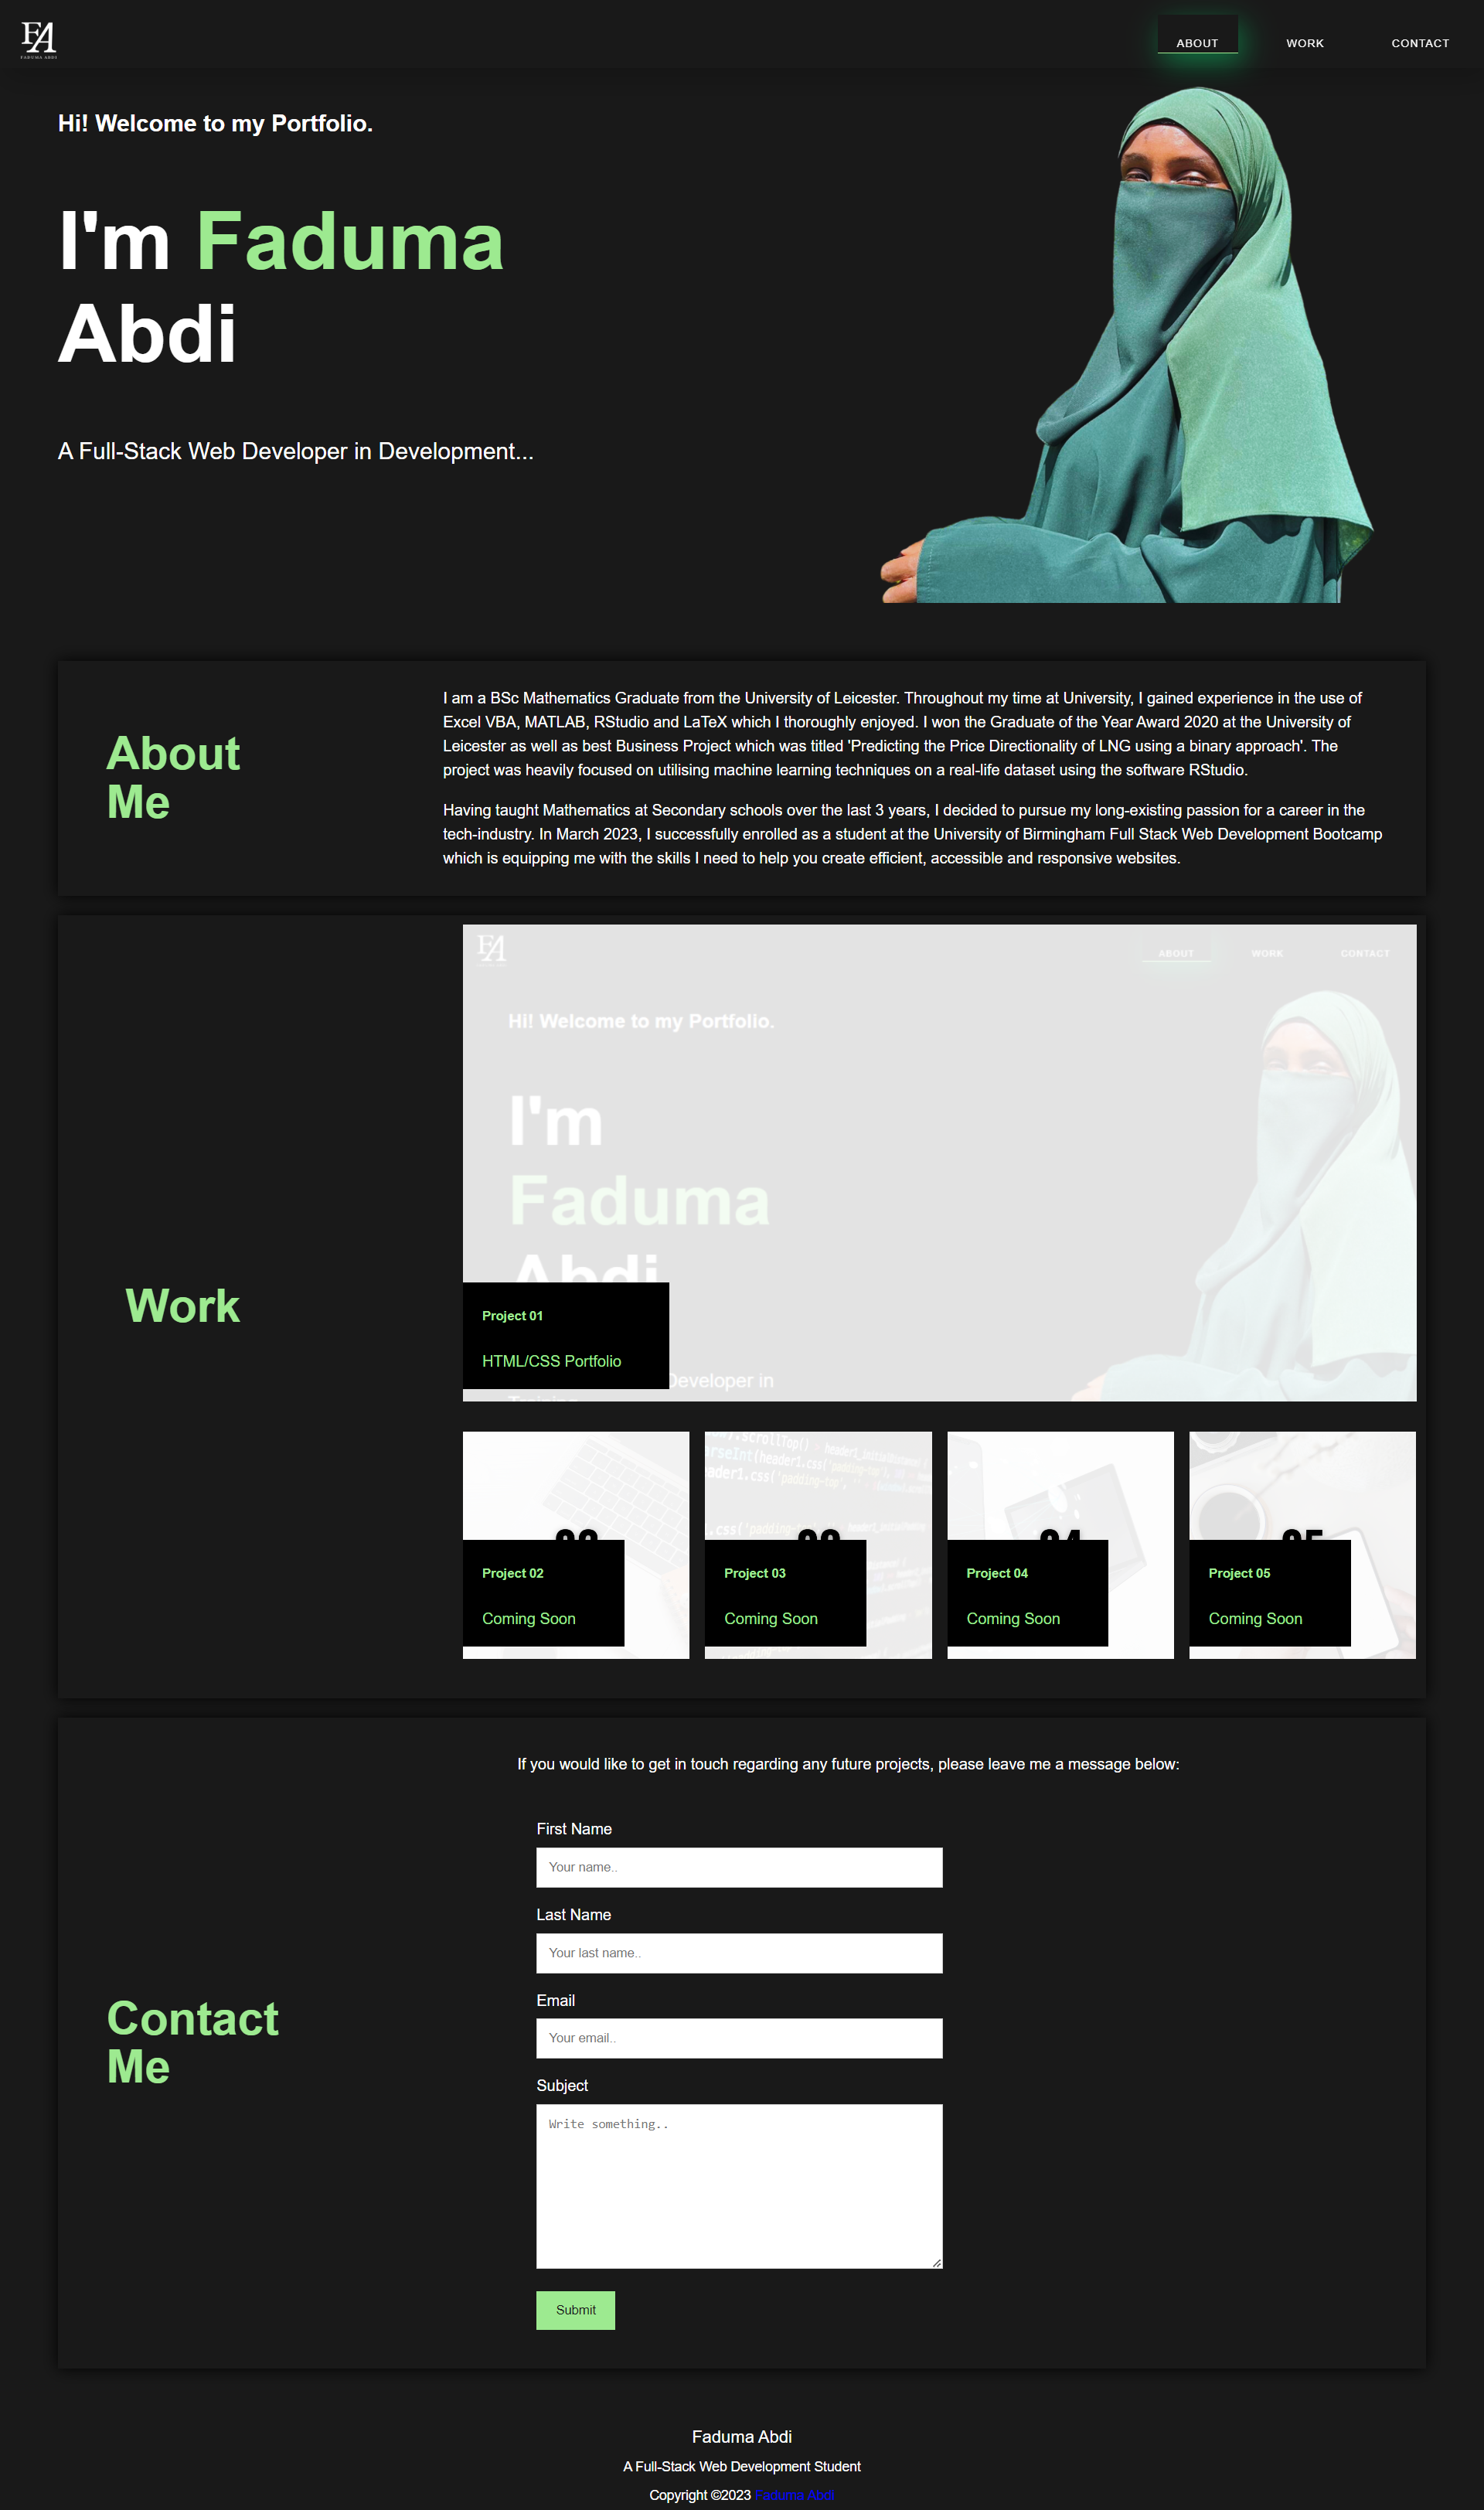 FA
FADUMA ABDI
ABOUT
WORK
CONTACT
Hi! Welcome to my Portfolio.
I'm Faduma
Abdi
A Full-Stack Web Developer in Development...
About
Me
I am a BSc Mathematics Graduate from the University of Leicester. Throughout my time at University, I gained experience in the use of
Excel VBA, MATLAB, RStudio and LaTeX which I thoroughly enjoyed. I won the Graduate of the Year Award 2020 at the University of
Leicester as well as best Business Project which was titled 'Predicting the Price Directionality of LNG using a binary approach'. The
project was heavily focused on utilising machine learning techniques on a real-life dataset using the software RStudio.
Having taught Mathematics at Secondary schools over the last 3 years, I decided to pursue my long-existing passion for a career in the
tech-industry. In March 2023, I successfully enrolled as a student at the University of Birmingham Full Stack Web Development Bootcamp
which is equipping me with the skills I need to help you create efficient, accessible and responsive websites.
Work
FA
ABOUT
WORK
CONTACT
Hi! Welcome to my Portfolio.
I'm
Faduma
Abdi
Developer in
Project 01
HTML/CSS Portfolio
Project 02
Coming Soon
Project 03
Coming Soon
Project 04
Coming Soon
Project 05
Coming Soon
Contact
Me
If you would like to get in touch regarding any future projects, please leave me a message below:
First Name
Your name..
Last Name
Your last name..
Email
Your email..
Subject
Write something..
Submit
Faduma Abdi
A Full-Stack Web Development Student
Copyright ©2023 Faduma Abdi